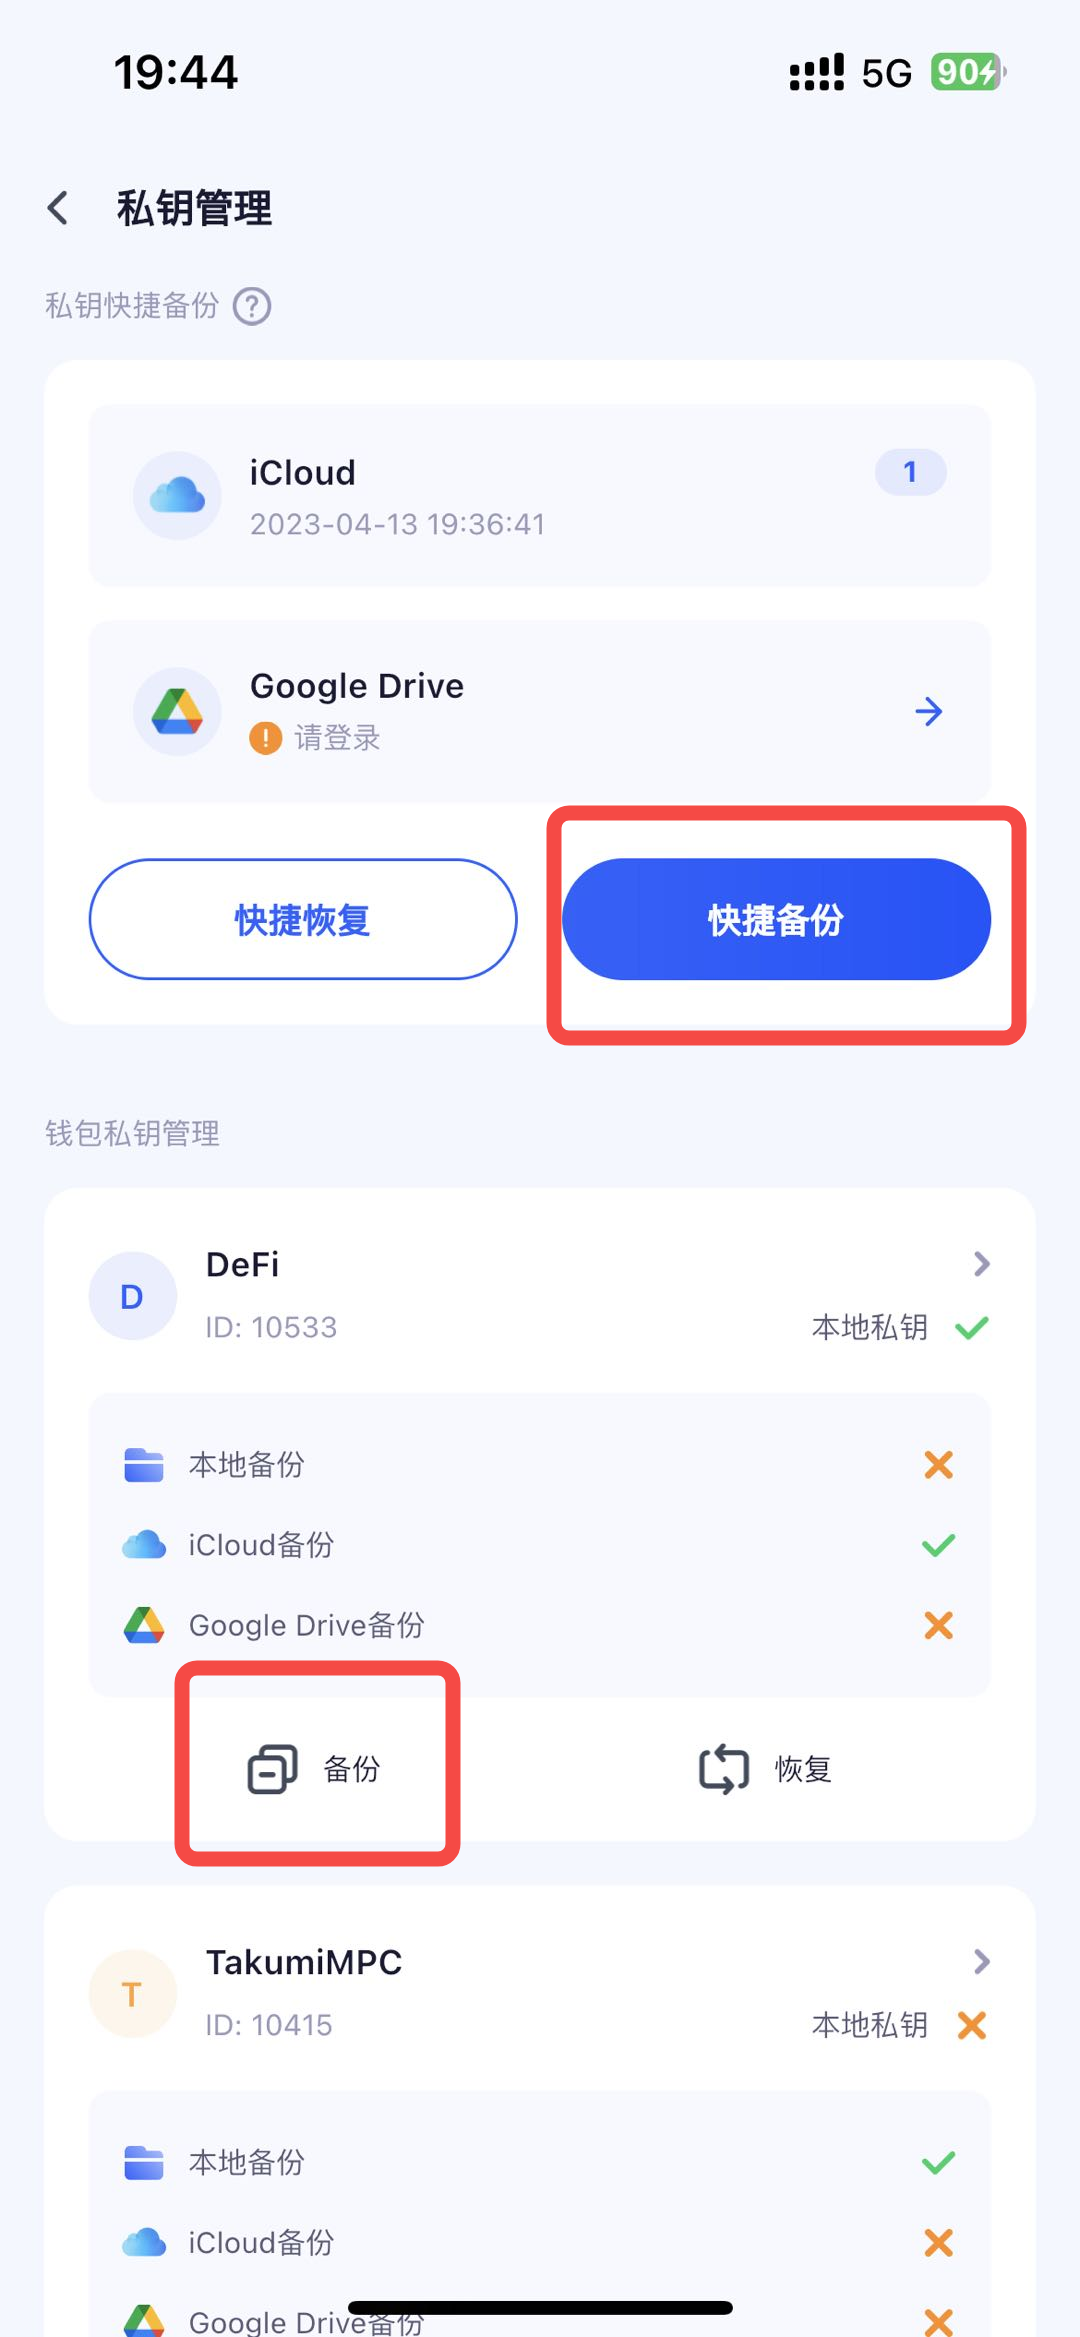 19:44
5G 90
私钥管理
私钥快捷备份 ?
iCloud
1
2023-04-13 19:36:41
Google Drive
! 请登录
快捷恢复
快捷备份
钱包私钥管理
D
DeFi
ID: 10533
本地私钥
本地备份
iCloud备份
Google Drive备份
备份
恢复
T
TakumiMPC
ID: 10415
本地私钥
本地备份
iCloud备份
Google Drive备份